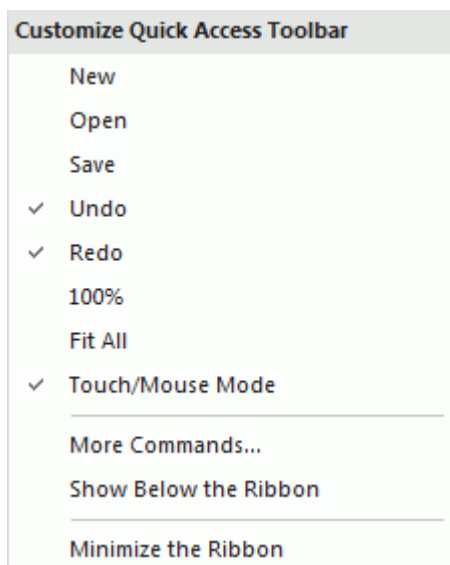 Customize Quick Access Toolbar
New
Open
Save
Undo
Redo
100%
Fit All
Touch/Mouse Mode
More Commands...
Show Below the Ribbon
Minimize the Ribbon